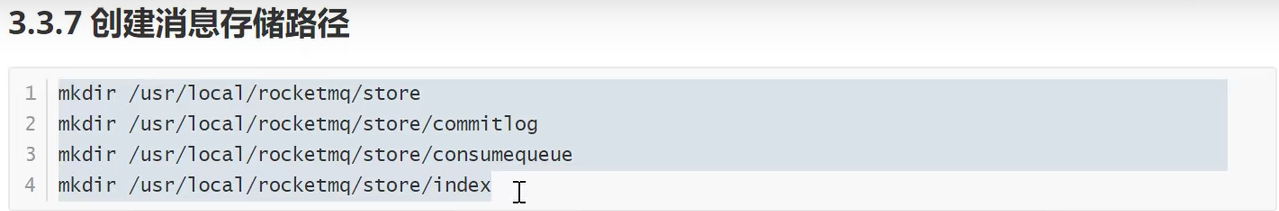 3.3.7 创建消息存储路径
1 mkdir /usr/local/rocketmq/store
2 mkdir /usr/local/rocketmq/store/commitlog
3 mkdir /usr/local/rocketmq/store/consumequeue
4 mkdir /usr/local/rocketmq/store/index